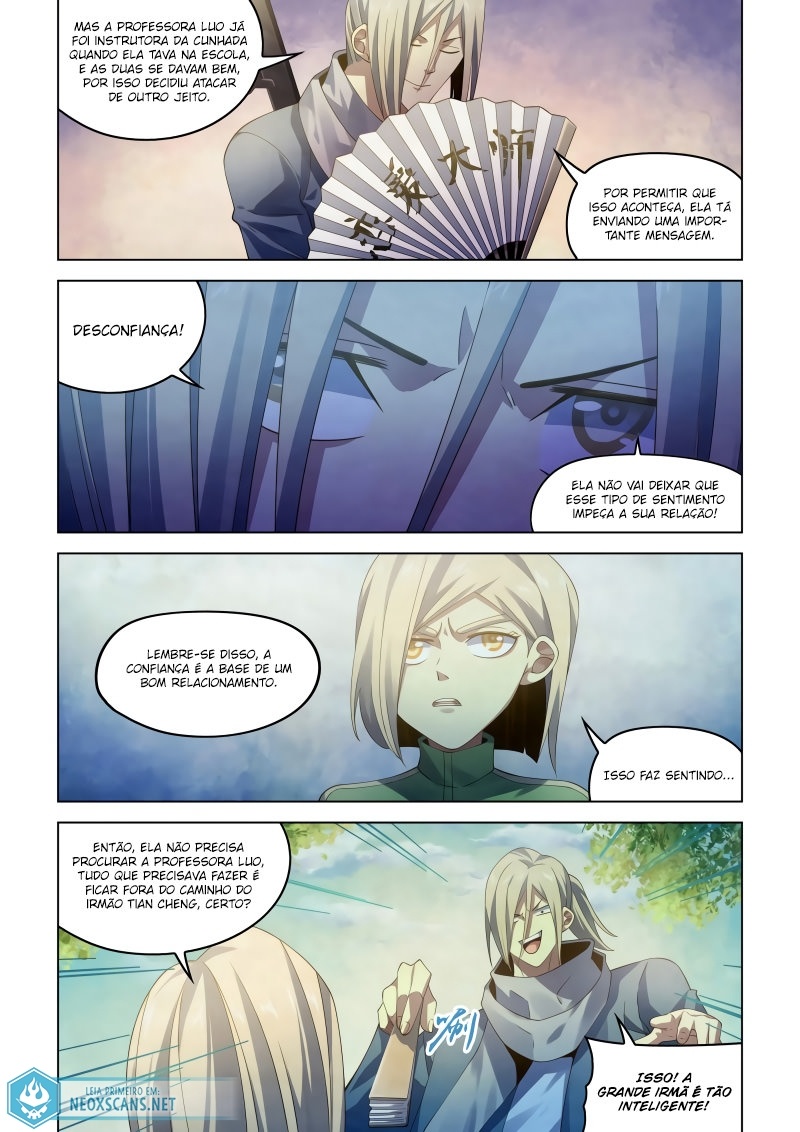 MAS A PROFESSORA LUO JÁ
FOI INSTRUTORA DA CUNHADA
QUANDO ELA TAVA NA ESCOLA,
E AS DUAS SE DAVAM BEM,
POR ISSO DECIDIU ATACAR
DE OUTRO JEITO.
大师
POR PERMITIR QUE
ISSO ACONTEÇA, ELA TÁ
ENVIANDO UMA IMPOR-
TANTE MENSAGEM.
DESCONFIANÇA!
ELA NÃO VAI DEIXAR QUE
ESSE TIPO DE SENTIMENTO
IMPEÇA A SUA RELAÇÃO!
LEMBRE-SE DISSO, A
CONFIANÇA É A BASE DE UM
BOM RELACIONAMENTO.
ISSO FAZ SENTINDO...
ENTÃO, ELA NÃO PRECISA
PROCURAR A PROFESSORA LUO,
TUDO QUE PRECISAVA FAZER É
FICAR FORA DO CAMINHO DO
IRMÃO TIAN CHENG, CERTO?
ISSO! A
GRANDE IRMÃ É TÃO
INTELIGENTE!
LEIA PRIMEIRO EM:
NEOXSCANS.NET